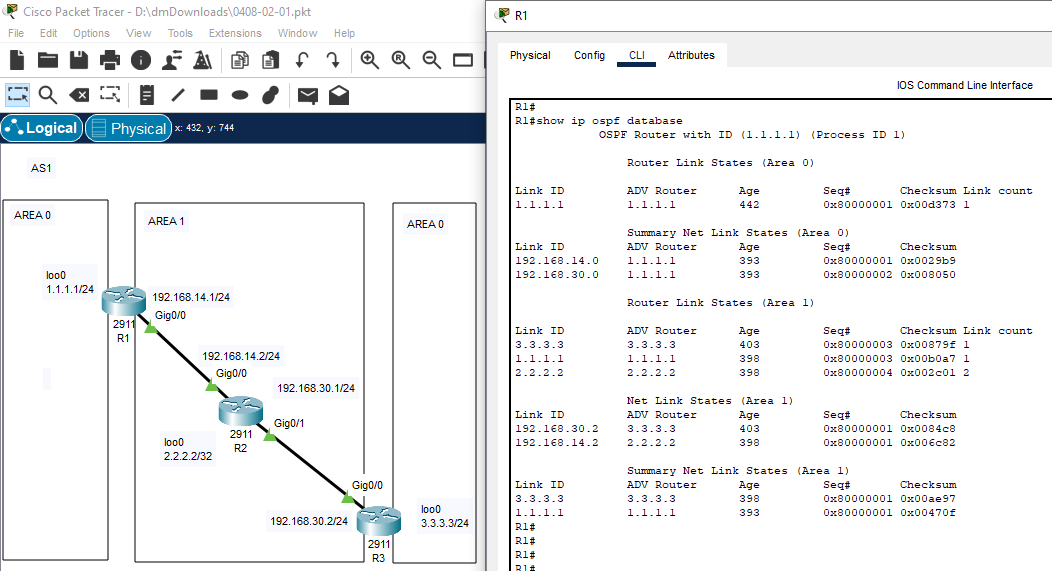 Cisco Packet Tracer - D:\dmDownloads\0408-02-01.pkt
File Edit Options View Tools Extensions Window Help
Logical
Physical
x: 432, y: 744
AS1
AREA 0
AREA 1
AREA 0
loo0
1.1.1.1/24
192.168.14.1/24
Gig0/0
2911
R1
192.168.14.2/24
Gig0/0
192.168.30.1/24
Gig0/1
2911
R2
loo0
2.2.2.2/32
Gig0/0
192.168.30.2/24
loo0
3.3.3.3/24
2911
R3
R1
Physical Config CLI Attributes
IOS Command Line Interface
R1#
R1#show ip ospf database
OSPF Router with ID (1.1.1.1) (Process ID 1)
Router Link States (Area 0)
Link ID ADV Router Age Seq# Checksum Link count
1.1.1.1 1.1.1.1 442 0x80000001 0x00d373 1
Summary Net Link States (Area 0)
Link ID ADV Router Age Seq# Checksum
192.168.14.0 1.1.1.1 393 0x80000001 0x0029b9
192.168.30.0 1.1.1.1 393 0x80000002 0x008050
Router Link States (Area 1)
Link ID ADV Router Age Seq# Checksum Link count
3.3.3.3 3.3.3.3 403 0x80000003 0x00879f 1
1.1.1.1 1.1.1.1 398 0x80000003 0x00b0a7 1
2.2.2.2 2.2.2.2 398 0x80000004 0x002c01 2
Net Link States (Area 1)
Link ID ADV Router Age Seq# Checksum
192.168.30.2 3.3.3.3 403 0x80000001 0x0084c8
192.168.14.2 2.2.2.2 398 0x80000001 0x006c82
Summary Net Link States (Area 1)
Link ID ADV Router Age Seq# Checksum
3.3.3.3 3.3.3.3 398 0x80000001 0x00ae97
1.1.1.1 1.1.1.1 393 0x80000001 0x00470f
R1#
R1#
R1#
R1#